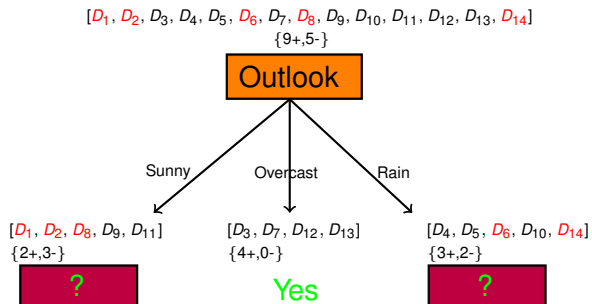 [D₁, D₂, D₃, D₄, D₅, D₆, D₇, D₈, D₉, D₁₀, D₁₁, D₁₂, D₁₃, D₁₄]
{9+,5-}
Outlook
Sunny Overcast Rain
[D₁, D₂, D₈, D₉, D₁₁] [D₃, D₇, D₁₂, D₁₃] [D₄, D₅, D₆, D₁₀, D₁₄]
{2+,3-} {4+,0-} {3+,2-}
? Yes ?